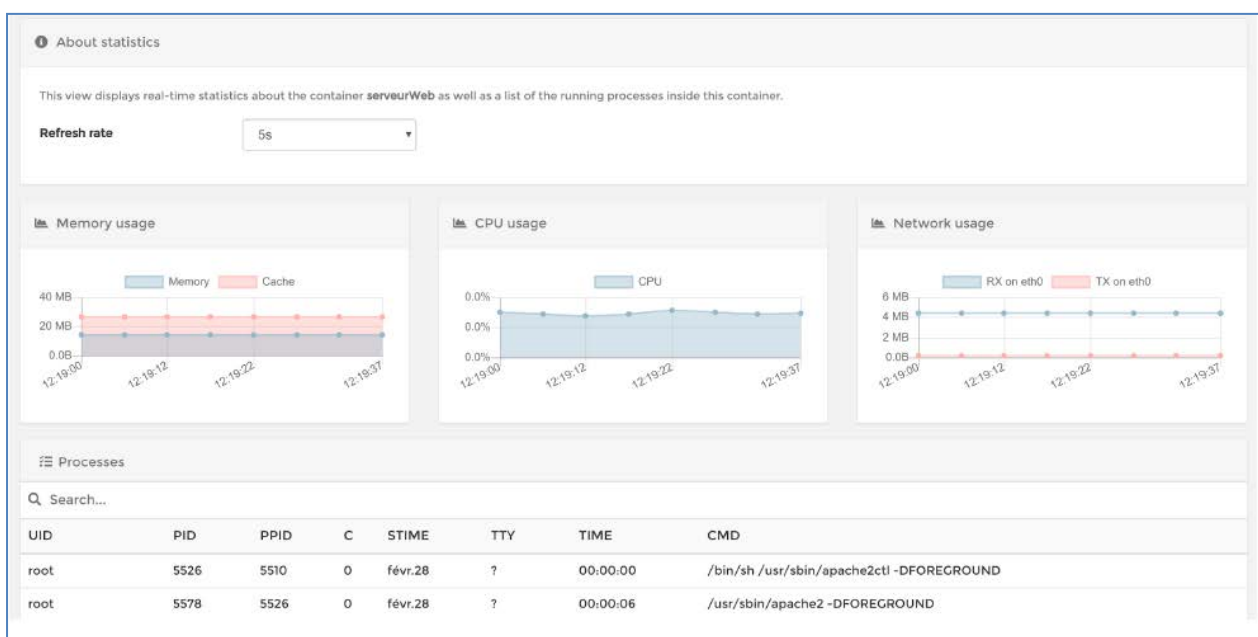 About statistics
This view displays real-time statistics about the container serveurWeb as well as a list of the running processes inside this container.
Refresh rate 5s
Memory usage CPU usage Network usage
Memory Cache CPU RX on eth0 TX on eth0
40 MB
20 MB
0.0B
12:19:00 12:19:12 12:19:22 12:19:37
0.0%
0.0%
0.0%
12:19:00 12:19:12 12:19:22 12:19:37
6 MB
4 MB
2 MB
0.0B
12:19:00 12:19:12 12:19:22 12:19:37
Processes
Search...
UID PID PPID C STIME TTY TIME CMD
root 5526 5510 0 févr.28 ? 00:00:00 /bin/sh /usr/sbin/apache2ctl -DFOREGROUND
root 5578 5526 0 févr.28 ? 00:00:06 /usr/sbin/apache2 -DFOREGROUND